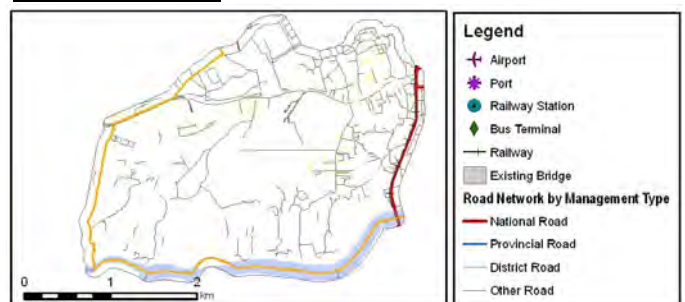 Legend
Airport
Port
Railway Station
Bus Terminal
Railway
Existing Bridge
Road Network by Management Type
National Road
Provincial Road
District Road
Other Road
0 1 2
km